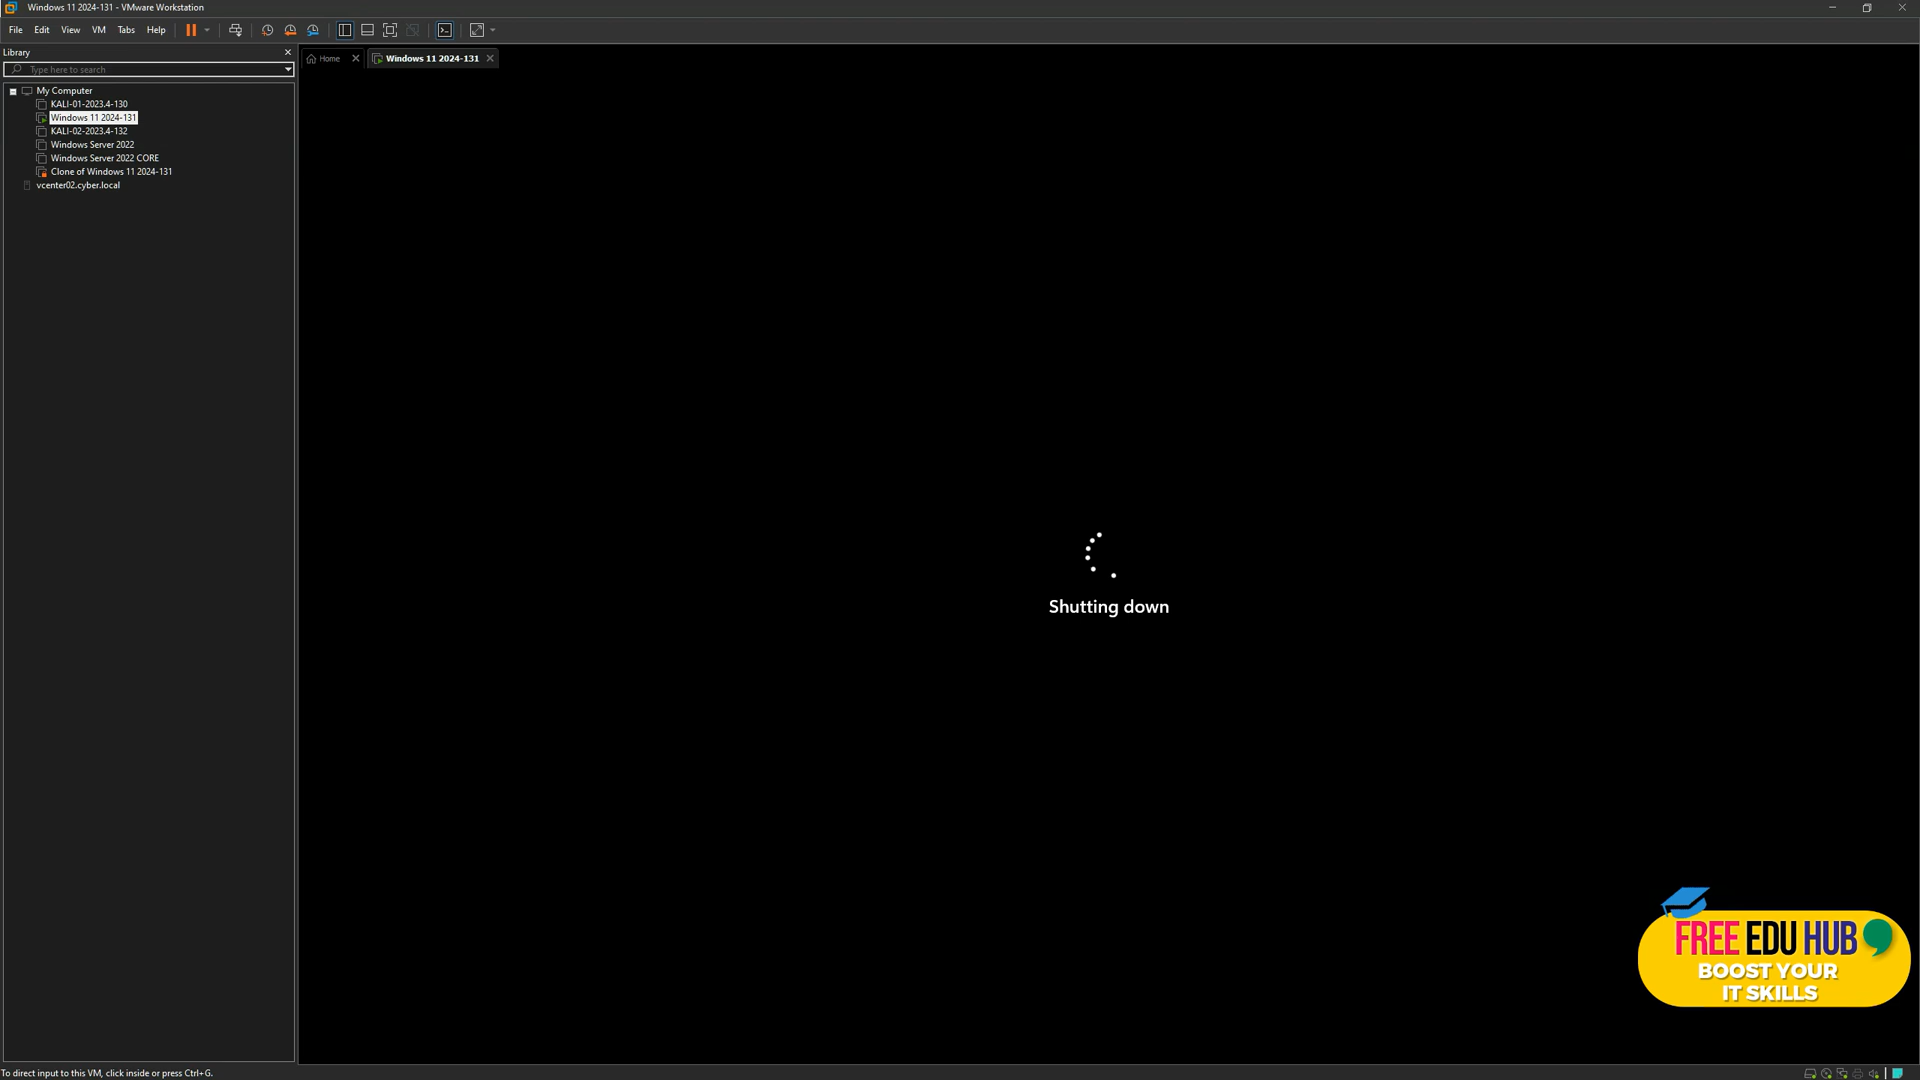 Windows 11 2024-131 - VMware Workstation
File Edit View VM Tabs Help
Library
Type here to search
My Computer
KALI-01-2023.4-130
Windows 11 2024-131
KALI-02-2023.4-132
Windows Server 2022
Windows Server 2022 CORE
Clone of Windows 11 2024-131
vcenter02.cyber.local
Home
Windows 11 2024-131
Shutting down
FREE EDU HUB
BOOST YOUR
IT SKILLS
To direct input to this VM, click inside or press Ctrl+G.